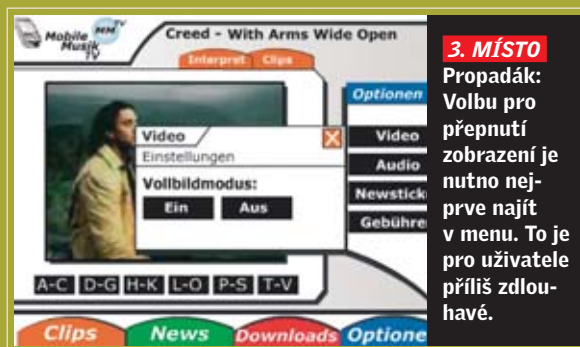 Mobile
Musik
TV
MM TV
Creed - With Arms Wide Open
Interpret Clips
Optionen
Video
Audio
Newsticke
Gebühre
Video
Einstellungen
Vollbildmodus:
Ein Aus
A-C D-G H-K L-O P-S T-V
Clips News Downloads Optione
3. MÍSTO
Propadák:
Volbu pro
přepnutí
zobrazení je
nutno nej-
prve najít
v menu. To je
pro uživatele
příliš zdlou-
havé.